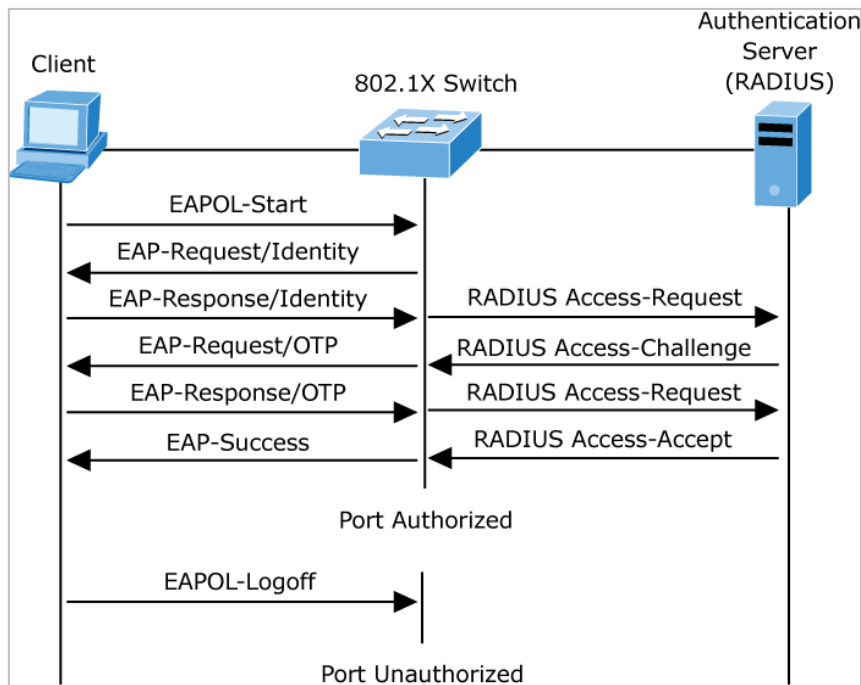 Authentication
Server
(RADIUS)
Client
802.1X Switch
EAPOL-Start
EAP-Request/Identity
EAP-Response/Identity
RADIUS Access-Request
EAP-Request/OTP
RADIUS Access-Challenge
EAP-Response/OTP
RADIUS Access-Request
EAP-Success
RADIUS Access-Accept
Port Authorized
EAPOL-Logoff
Port Unauthorized